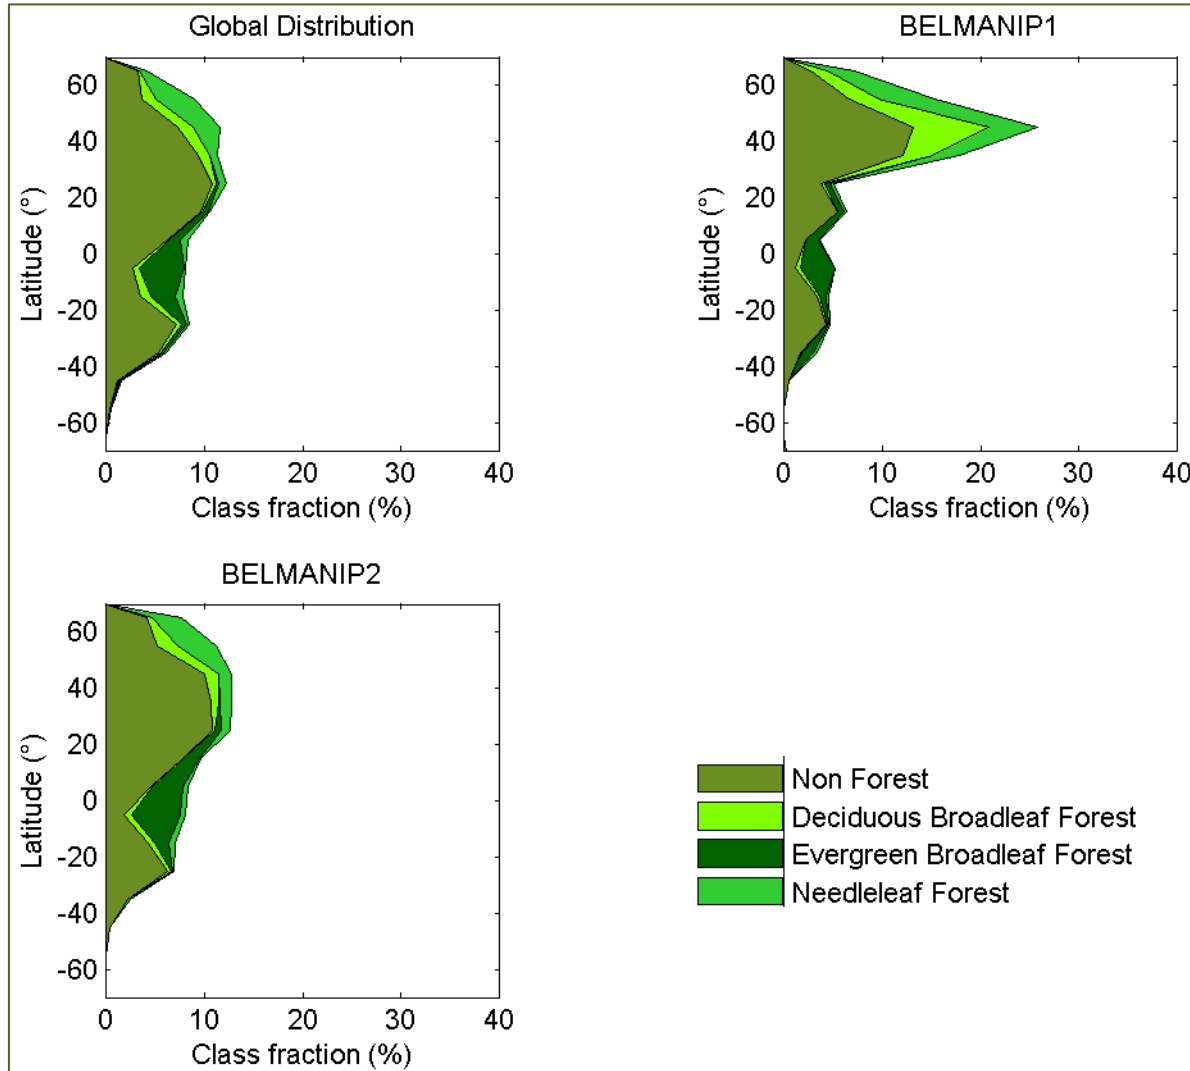 Global Distribution
60
40
20
0
-20
-40
-60
Latitude (°)
0 10 20 30 40
Class fraction (%)
BELMANIP1
60
40
20
0
-20
-40
-60
Latitude (°)
0 10 20 30 40
Class fraction (%)
BELMANIP2
60
40
20
0
-20
-40
-60
Latitude (°)
0 10 20 30 40
Class fraction (%)
Non Forest
Deciduous Broadleaf Forest
Evergreen Broadleaf Forest
Needleleaf Forest